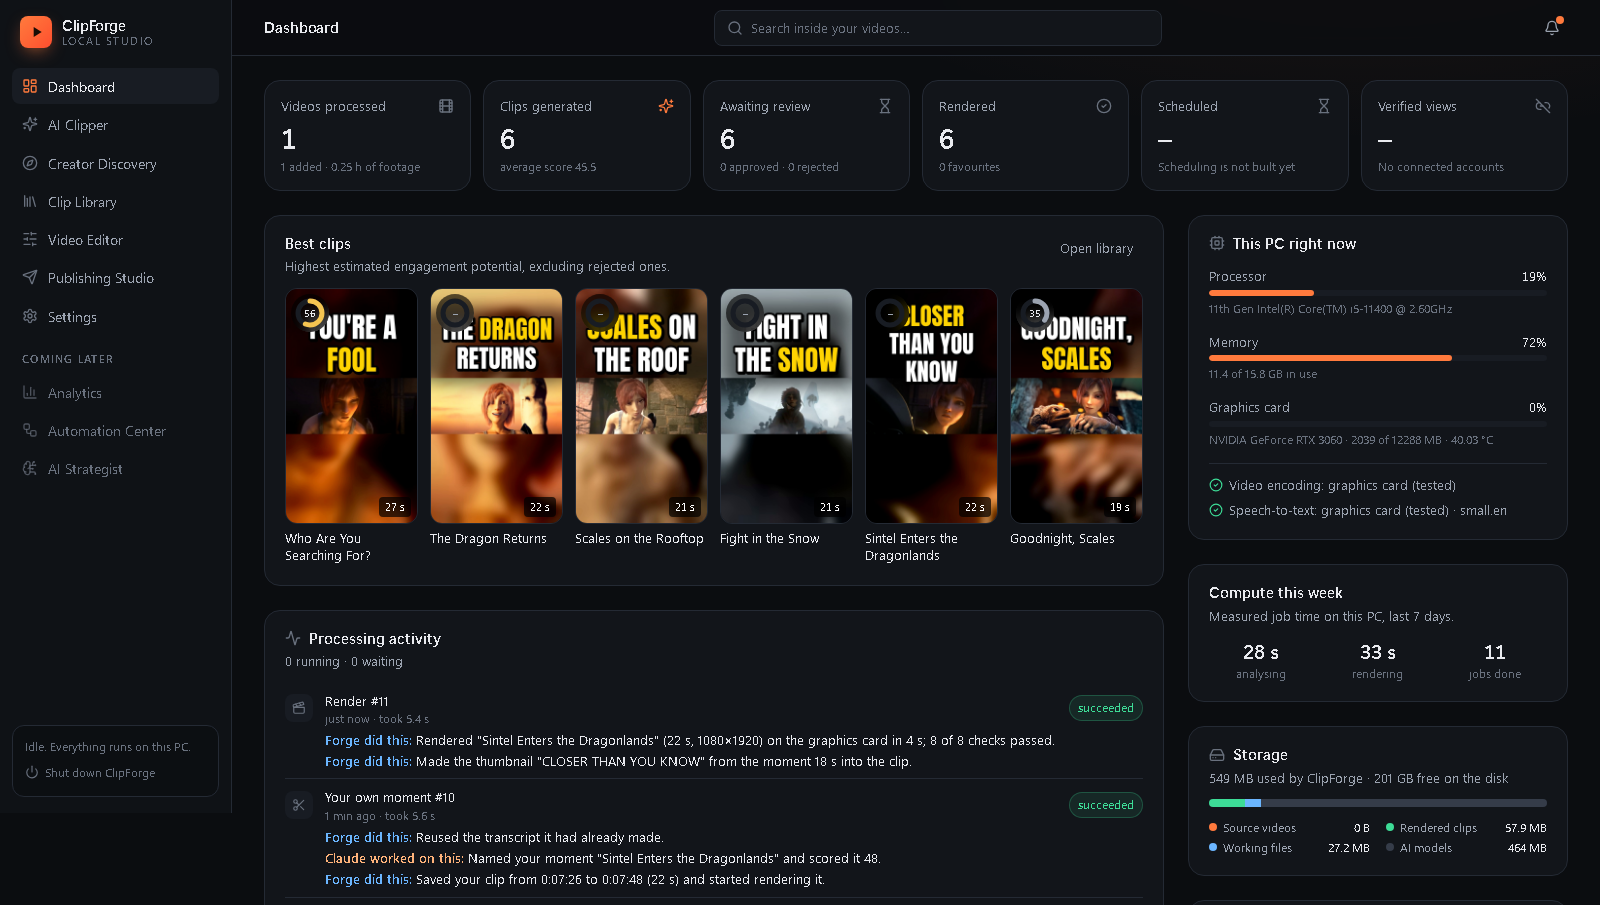 ClipForge
LOCAL STUDIO
Dashboard
AI Clipper
Creator Discovery
Clip Library
Video Editor
Publishing Studio
Settings
COMING LATER
Analytics
Automation Center
AI Strategist
Idle. Everything runs on this PC.
Shut down ClipForge
Dashboard
Search inside your videos...
Videos processed
1
1 added · 0.25 h of footage
Clips generated
6
average score 45.5
Awaiting review
6
0 approved · 0 rejected
Rendered
6
0 favourites
Scheduled
–
Scheduling is not built yet
Verified views
–
No connected accounts
Best clips
Highest estimated engagement potential, excluding rejected ones.
Open library
56
YOU'RE A
FOOL
27 s
Who Are You
Searching For?
–
THE DRAGON
RETURNS
22 s
The Dragon Returns
–
SCALES ON
THE ROOF
21 s
Scales on the Rooftop
–
FIGHT IN
THE SNOW
21 s
Fight in the Snow
–
CLOSER
THAN YOU
KNOW
22 s
Sintel Enters the
Dragonlands
35
GOODNIGHT,
SCALES
19 s
Goodnight, Scales
Processing activity
0 running · 0 waiting
Render #11
just now · took 5.4 s
succeeded
Forge did this: Rendered "Sintel Enters the Dragonlands" (22 s, 1080×1920) on the graphics card in 4 s; 8 of 8 checks passed.
Forge did this: Made the thumbnail "CLOSER THAN YOU KNOW" from the moment 18 s into the clip.
Your own moment #10
1 min ago · took 5.6 s
succeeded
Forge did this: Reused the transcript it had already made.
Claude worked on this: Named your moment "Sintel Enters the Dragonlands" and scored it 48.
Forge did this: Saved your clip from 0:07:26 to 0:07:48 (22 s) and started rendering it.
This PC right now
Processor 19%
11th Gen Intel(R) Core(TM) i5-11400 @ 2.60GHz
Memory 72%
11.4 of 15.8 GB in use
Graphics card 0%
NVIDIA GeForce RTX 3060 · 2039 of 12288 MB · 40.03 °C
Video encoding: graphics card (tested)
Speech-to-text: graphics card (tested) · small.en
Compute this week
Measured job time on this PC, last 7 days.
28 s
analysing
33 s
rendering
11
jobs done
Storage
549 MB used by ClipForge · 201 GB free on the disk
Source videos 0 B
Rendered clips 57.9 MB
Working files 27.2 MB
AI models 464 MB